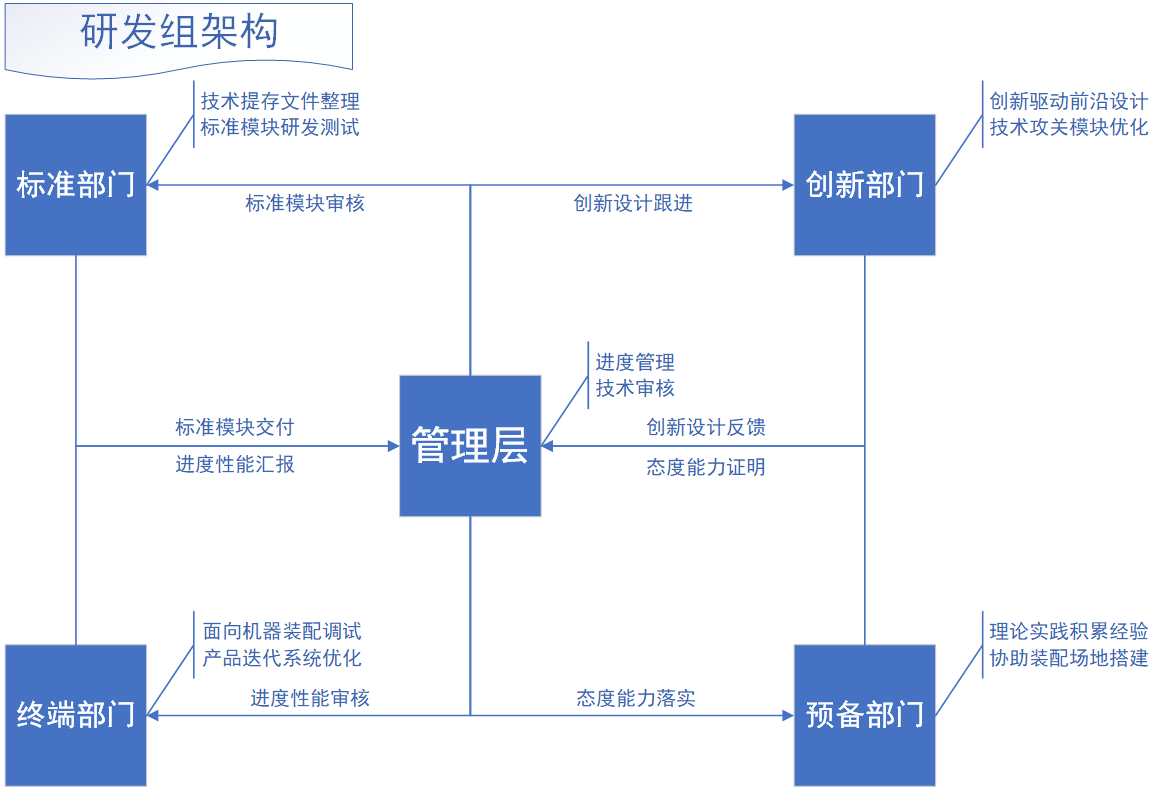 研发组架构
技术提存文件整理
标准模块研发测试
创新驱动前沿设计
技术攻关模块优化
标准部门
创新部门
标准模块审核
创新设计跟进
进度管理
技术审核
标准模块交付
进度性能汇报
管理层
创新设计反馈
态度能力证明
面向机器装配调试
产品迭代系统优化
理论实践积累经验
协助装配场地搭建
进度性能审核
态度能力落实
终端部门
预备部门